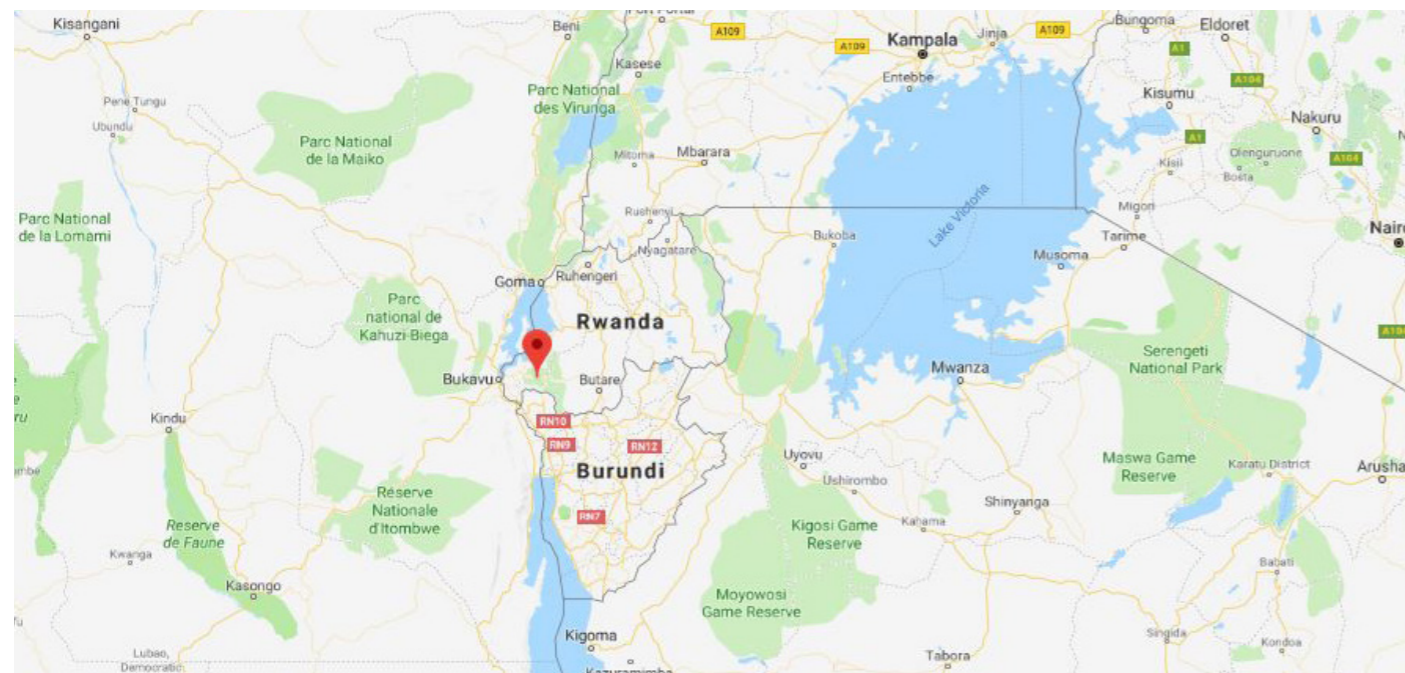 Kisangani
Beni
A109
Kampala
Jinja
A109
A109
Bungoma
Eldoret
A1
Kasese
Entebbe
A104
Kisumu
Parc National
des Virunga
Pene Tungu
Ubundu
Nakuru
Parc National
de la Maiko
A1
Mitoma
Mbarara
Kisii
Olenguruone
A104
Bosta
Parc National
de la Lomami
Rushenyi
Lake Victoria
Migori
Bukoba
Tarime
Nyagatare
Musoma
Goma
Ruhengeri
Parc
national de
Kahuzi-Biega
Rwanda
A104
Serengeti
National Park
Bukavu
Butare
Mwanza
Kindu
RN10
RN9
RN12
Burundi
Uyovu
Ushirombo
Maswa Game
Reserve
Karatu District
Arusha
Réserve
Nationale
d'Itombwe
Shinyanga
RN7
Kigosi Game
Reserve
Kahama
Reserve
de Faune
Kwanga
Babati
Kasongo
Moyowosi
Game Reserve
Kigoma
Singida
Kondoa
Lubao,
Democratic
Tabora